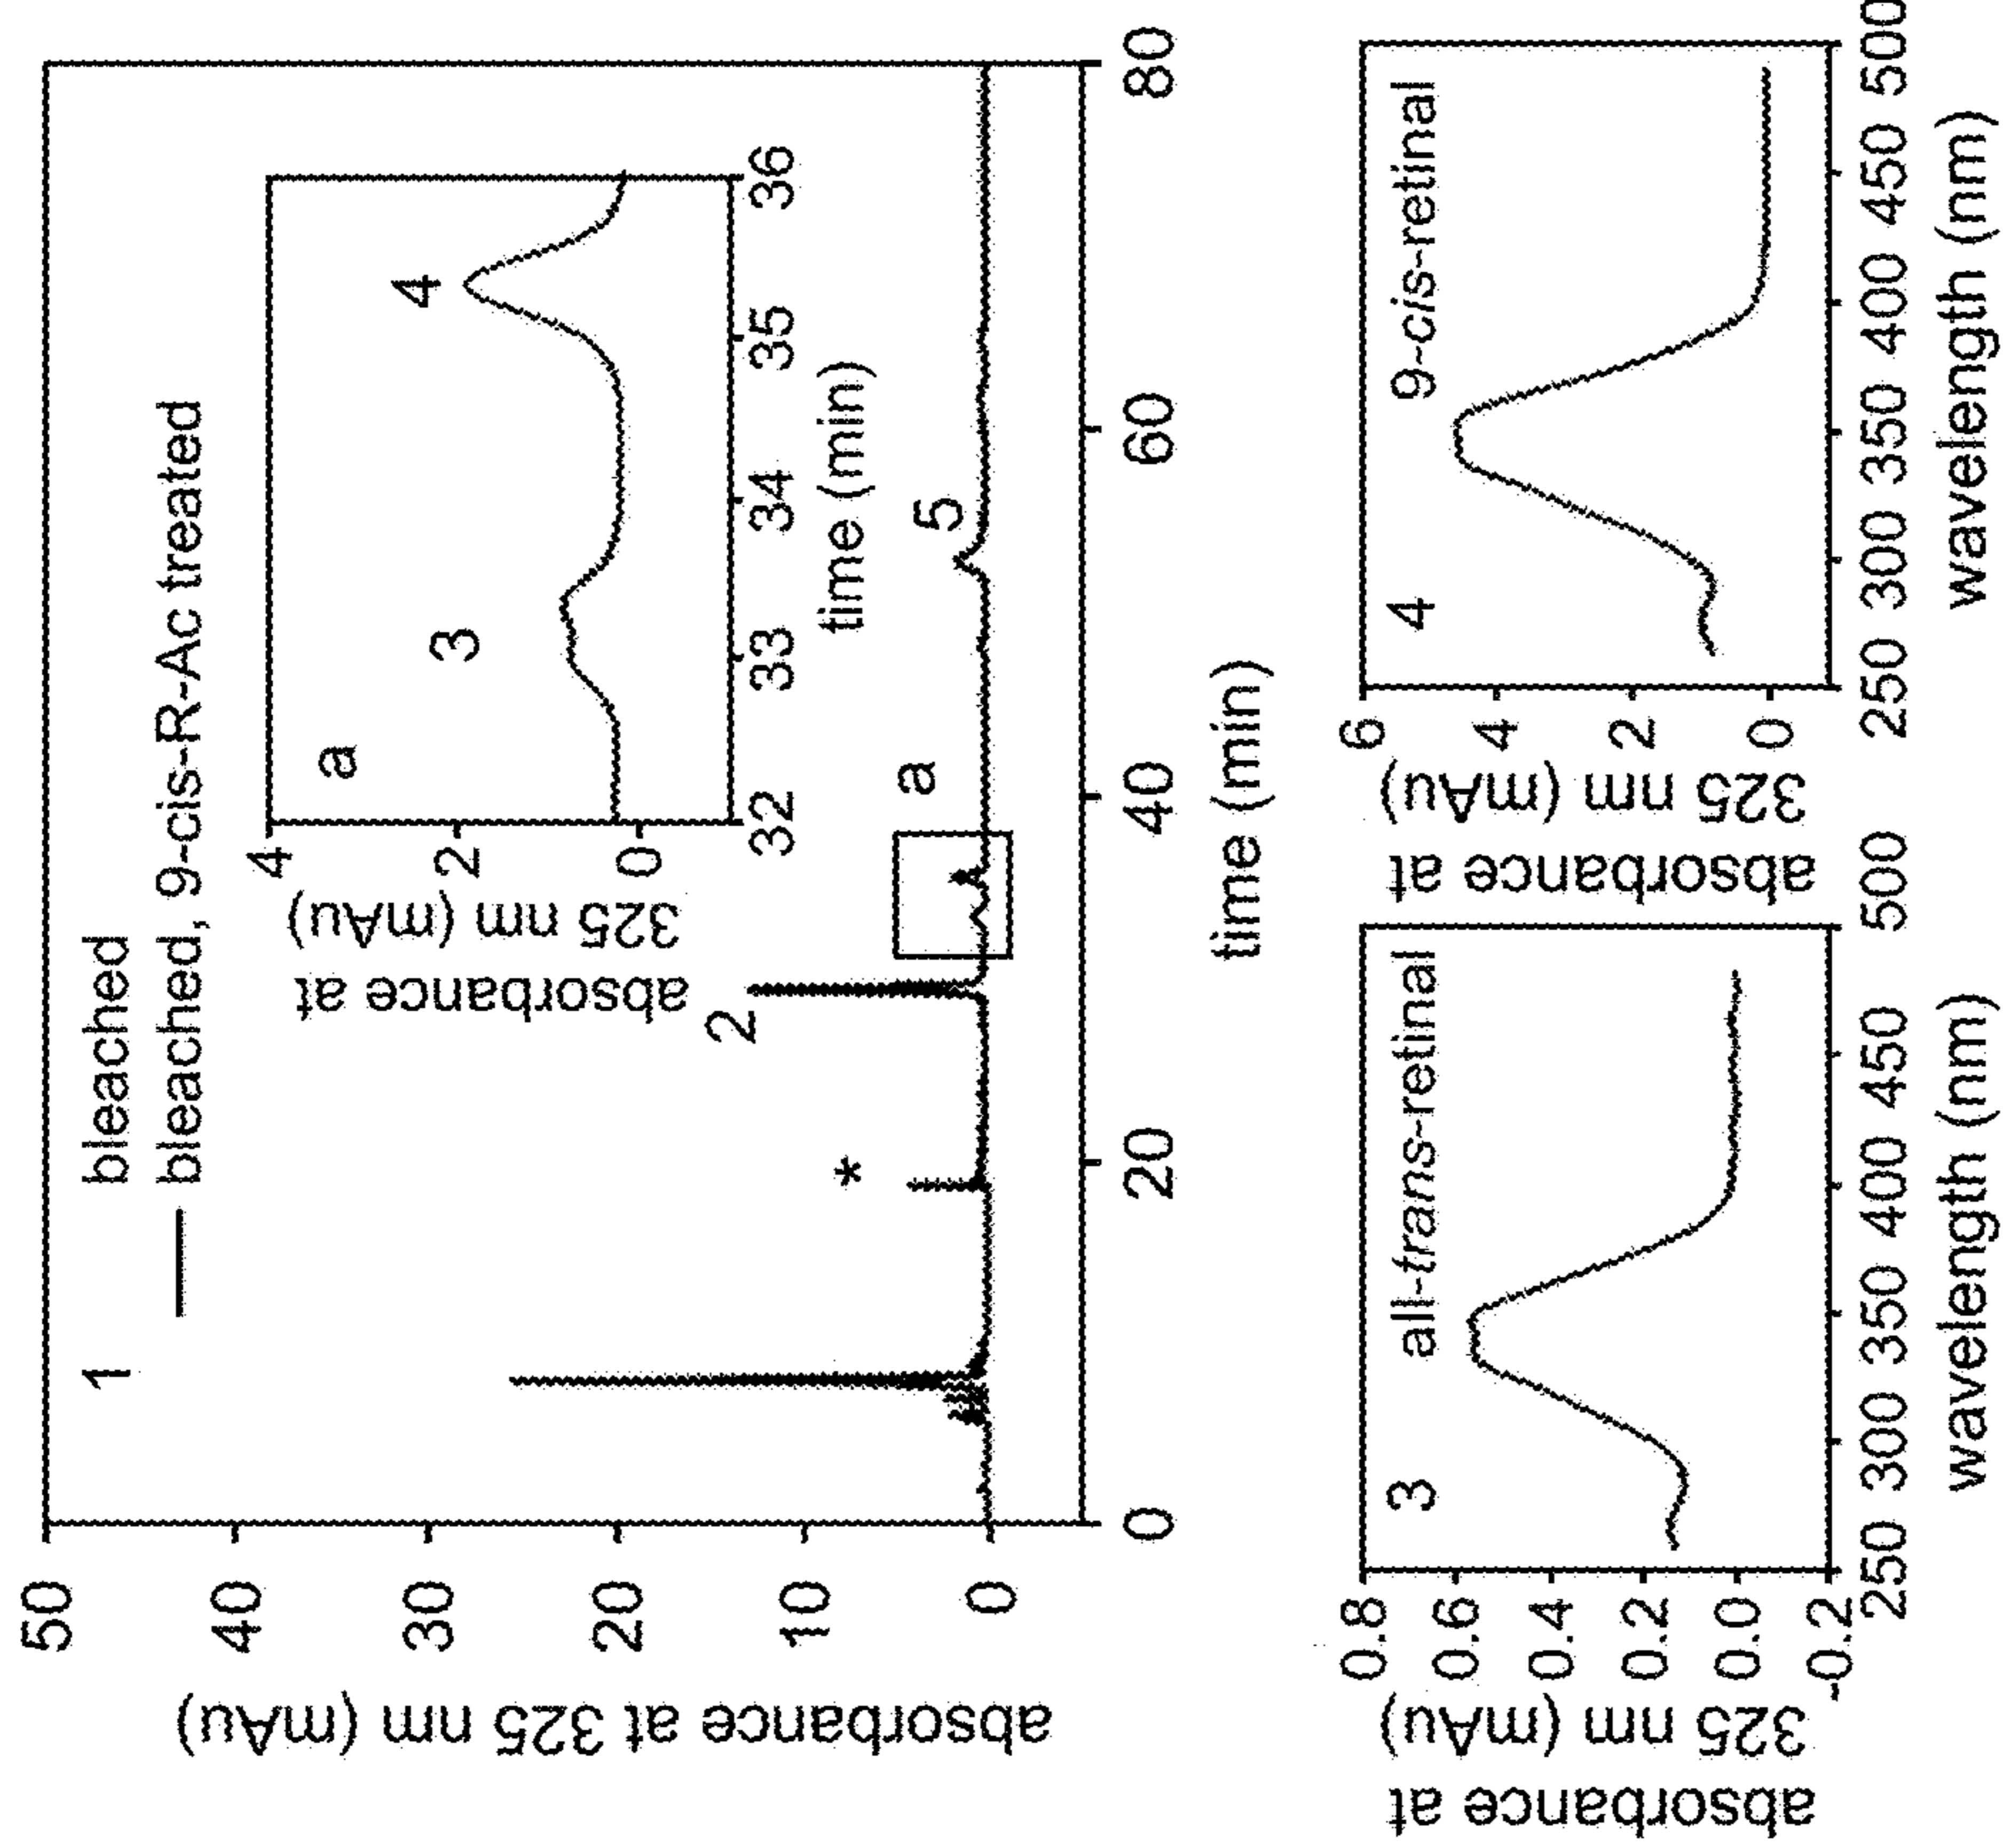 bleached
bleached, 9-cis-R-Ac treated
1
2
*
a
5
absorbance at 325 nm (mAu)
50
40
30
20
10
0
0
20
40
60
80
time (min)
a
3
4
absorbance at
325 nm (mAu)
4
2
0
32
33
34
35
36
time (min)
3
all-trans-retinal
absorbance at
325 nm (mAu)
0.8
0.6
0.4
0.2
0.0
-0.2
250
300
350
400
450
500
wavelength (nm)
4
9-cis-retinal
absorbance at
325 nm (mAu)
6
4
2
0
250
300
350
400
450
500
wavelength (nm)